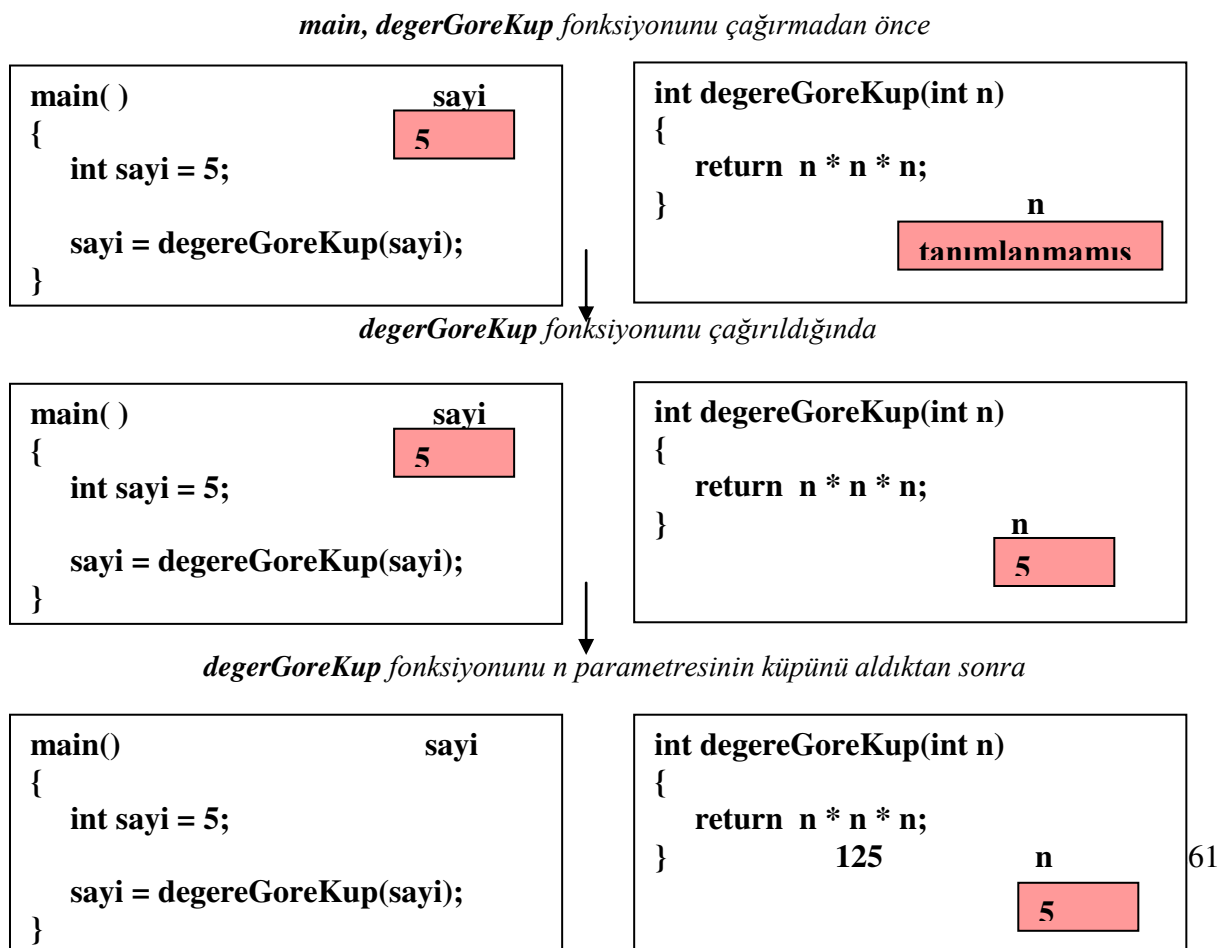 main, degerGoreKup fonksiyonunu çağırmadan önce
main( ) sayi
{
5
int sayi = 5;
sayi = degereGoreKup(sayi);
}
int degereGoreKup(int n)
{
return n * n * n;
}
n
tanımlanmamış
degerGoreKup fonksiyonunu çağırıldığında
main( ) sayi
{
5
int sayi = 5;
sayi = degereGoreKup(sayi);
}
int degereGoreKup(int n)
{
return n * n * n;
}
n
5
degerGoreKup fonksiyonunu n parametresinin küpünü aldıktan sonra
main() sayi
{
int sayi = 5;
sayi = degereGoreKup(sayi);
}
int degereGoreKup(int n)
{
return n * n * n;
} 125 n
5
61